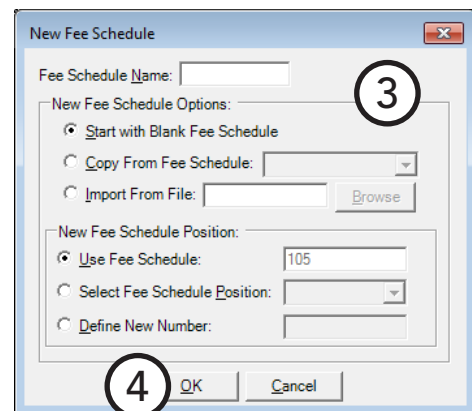 New Fee Schedule
Fee Schedule Name:
3
New Fee Schedule Options:
Start with Blank Fee Schedule
Copy From Fee Schedule:
Import From File: Browse
New Fee Schedule Position:
Use Fee Schedule: 105
Select Fee Schedule Position:
Define New Number:
4 OK Cancel